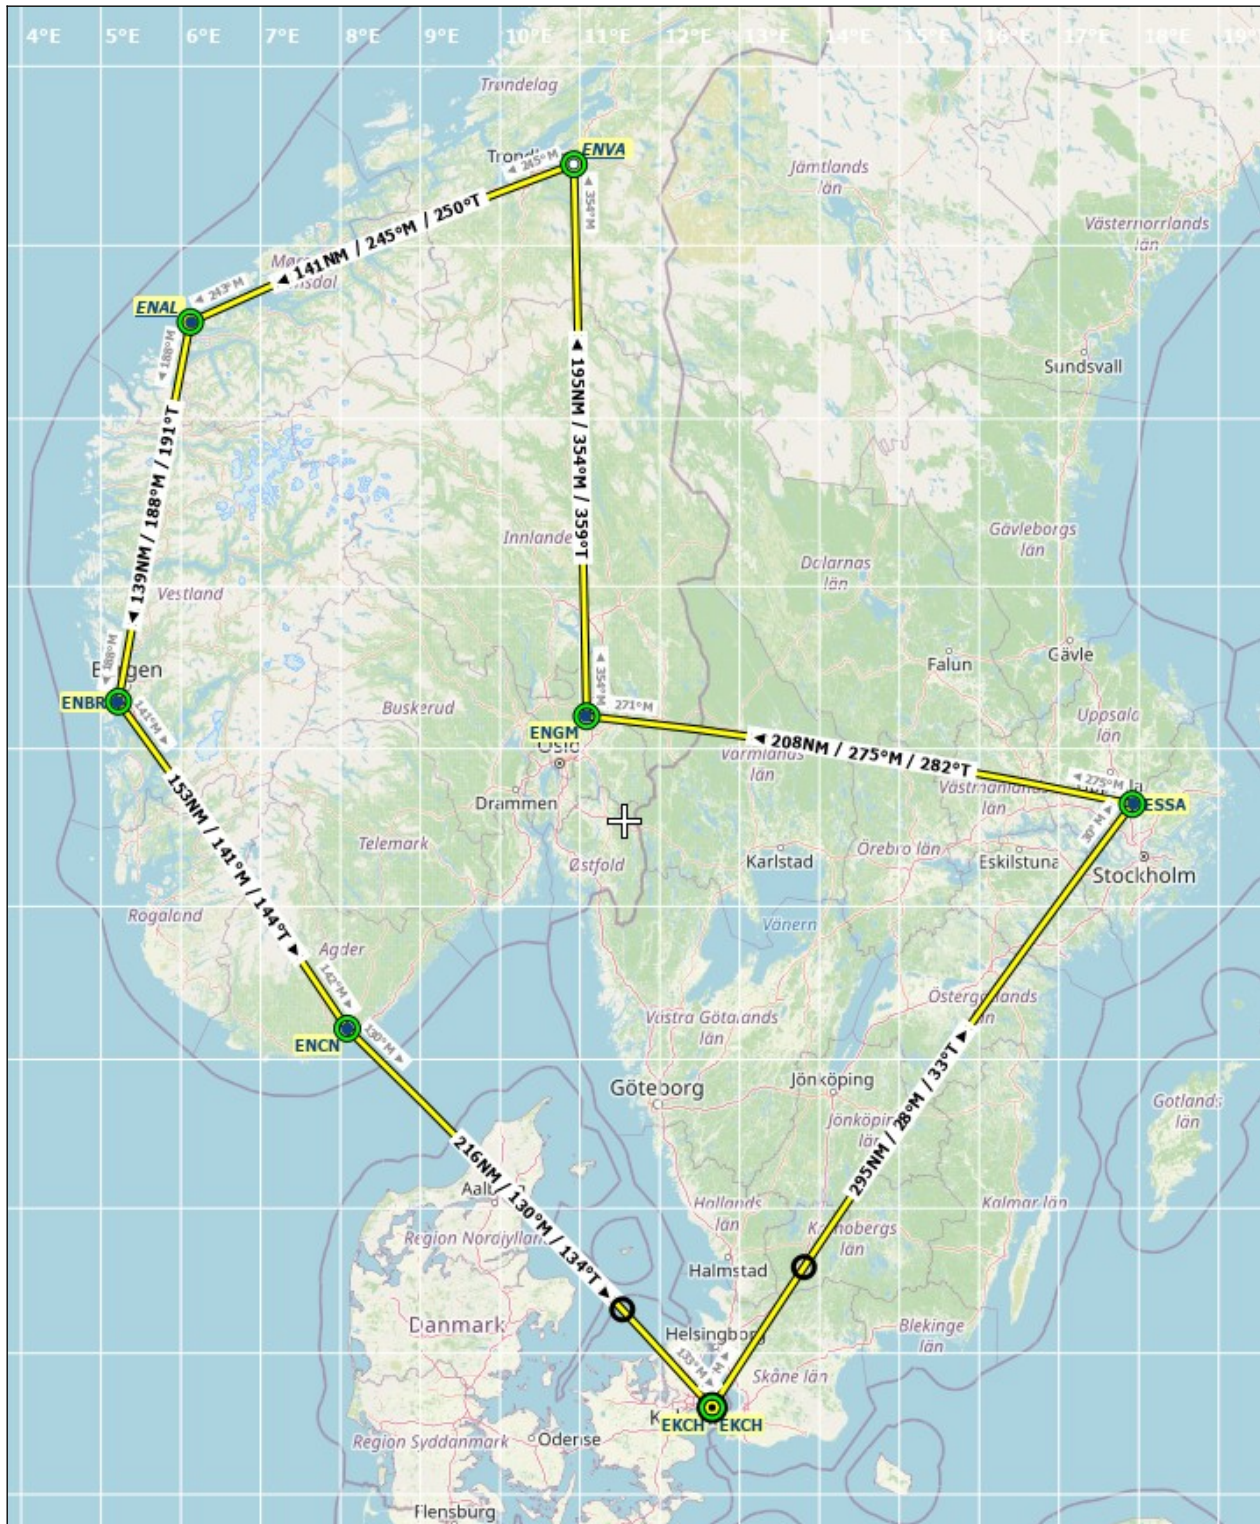 4°E 5°E 6°E 7°E 8°E 9°E 10°E 11°E 12°E 13°E 14°E 15°E 16°E 17°E 18°E 19°
Trøndelag
245°M
ENVA
354°M
Jämtlands
län
Västernorrlands
län
◄ 141NM / 245°M / 250°T
243°M
ENAL
188°M
Sundsvall
◄ 195NM / 354°M / 359°T
◄ 139NM / 188°M / 191°T
Innlandet
Gävleborgs
län
Dalarnas
län
Vestland
188°M
ENBR
141°M
Buskerud
354°M
271°M
ENGM
Oslo
Falun
Gävle
Uppsala
län
◄ 208NM / 275°M / 282°T
Värmlands
län
Västmanlands
län
275°M
ESSA
30°M
Drammen
153NM / 141°M / 144°T ►
Telemark
Østfold
Karlstad
Örebro län
Eskilstuna
Stockholm
Rogaland
Agder
142°M
Vänern
Östergötlands
län
ENCN
130°M
Västra Götalands
län
Göteborg
Jönköping
Jönköpings
län
295NM / 28°M / 33°T ►
Gotlands
län
216NM / 130°M / 134°T ►
Region Nordjylland
Hallands
län
Kronobergs
län
Kalmar län
Halmstad
Danmark
Helsingborg
Blekinge
län
133°M
Skåne län
EKCH EKCH
Region Syddanmark
Odense
Flensburg